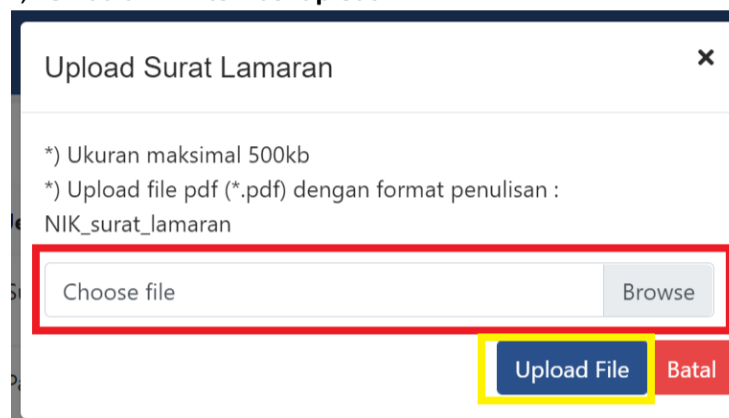 Upload Surat Lamaran
×
*) Ukuran maksimal 500kb
*) Upload file pdf (*.pdf) dengan format penulisan :
NIK_surat_lamaran
Choose file
Browse
Upload File
Batal